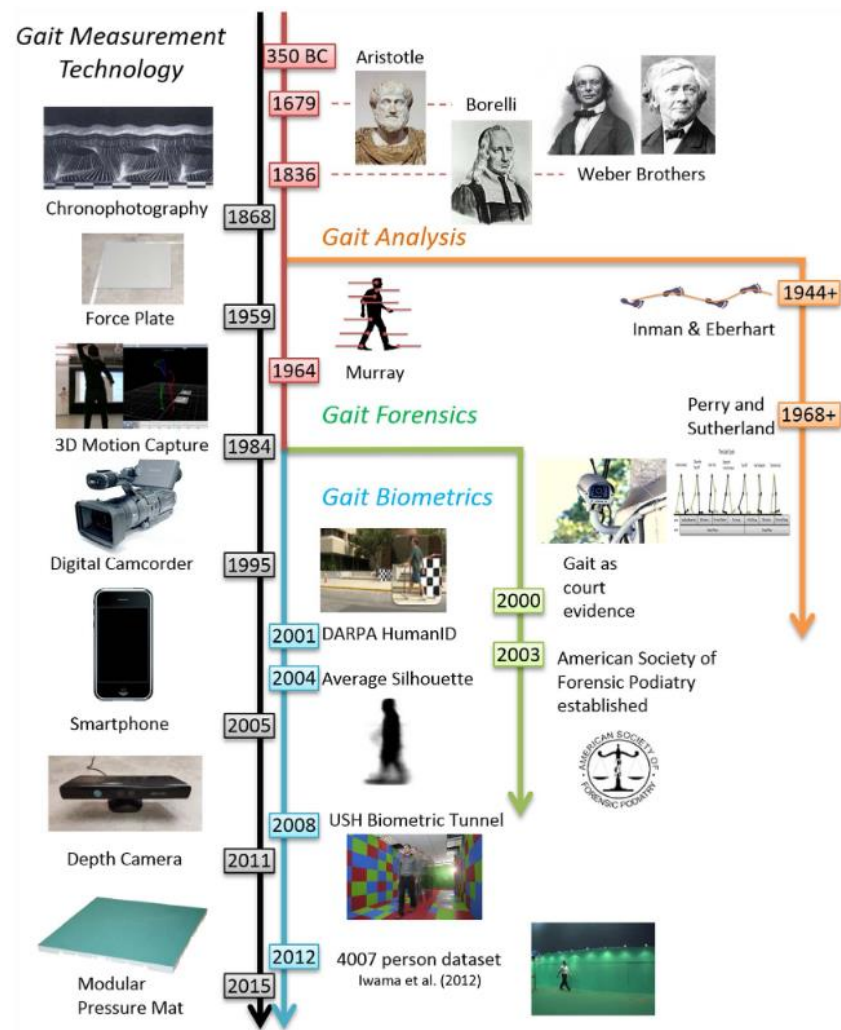 Gait Measurement
Technology
350 BC
Aristotle
1679
Borelli
1836
Weber Brothers
Chronophotography
1868
Gait Analysis
1944+
Inman & Eberhart
Force Plate
1959
Murray
1964
Perry and
Sutherland
1968+
Gait Forensics
3D Motion Capture
1984
Gait Biometrics
Digital Camcorder
1995
Gait as
court
evidence
2000
2001
DARPA HumanID
2003
American Society of
Forensic Podiatry
established
2004
Average Silhouette
Smartphone
2005
AMERICAN SOCIETY OF
FORENSIC PODIATRY
2008
USH Biometric Tunnel
Depth Camera
2011
2012
4007 person dataset
Iwama et al. (2012)
Modular
Pressure Mat
2015